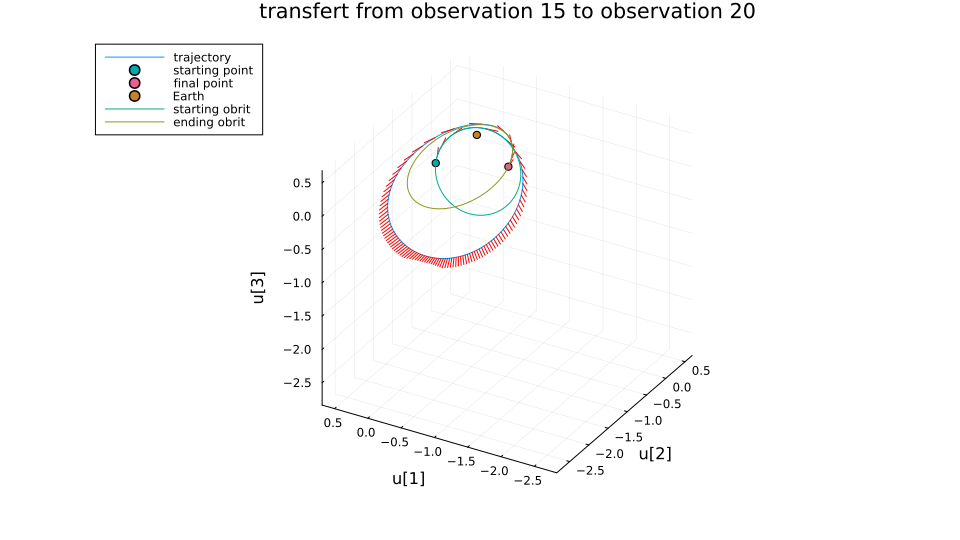 transfert from observation 15 to observation 20
trajectory
starting point
final point
Earth
starting obrit
ending obrit
u[3]
0.5
0.0
−0.5
−1.0
−1.5
−2.0
−2.5
0.5
0.0
−0.5
−1.0
−1.5
−2.0
−2.5
u[1]
0.5
0.0
−0.5
−1.0
−1.5
−2.0
−2.5
u[2]